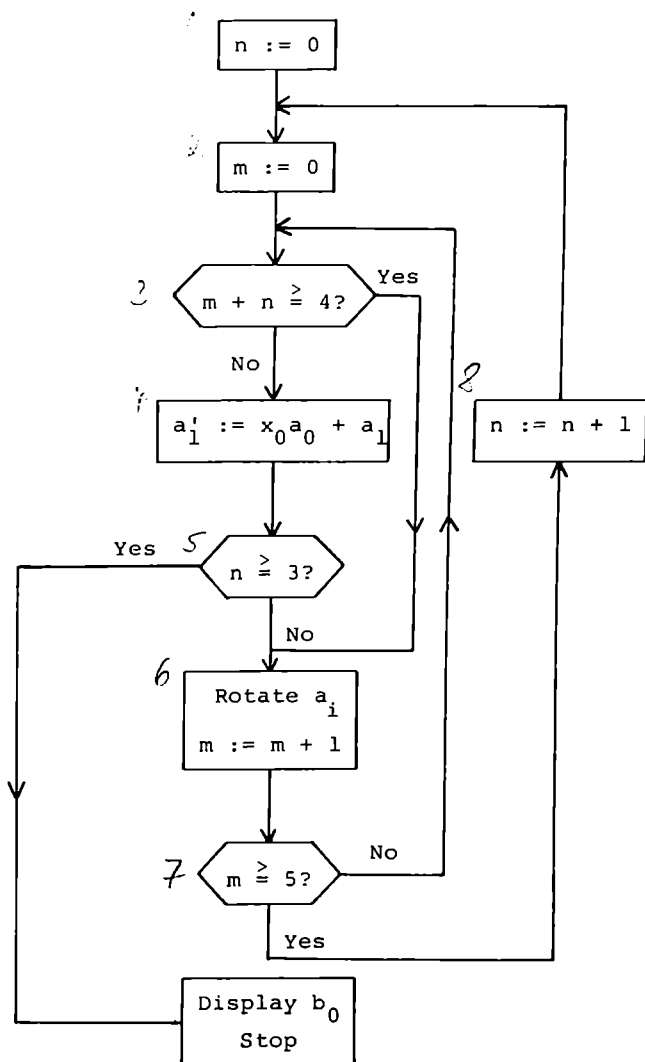 n := 0
m := 0
3
m + n ≧ 4?
Yes
No
a₁' := x₀a₀ + a₁
8
n := n + 1
5
Yes
n ≧ 3?
No
6
Rotate aᵢ
m := m + 1
7
m ≧ 5?
No
Yes
Display b₀
Stop